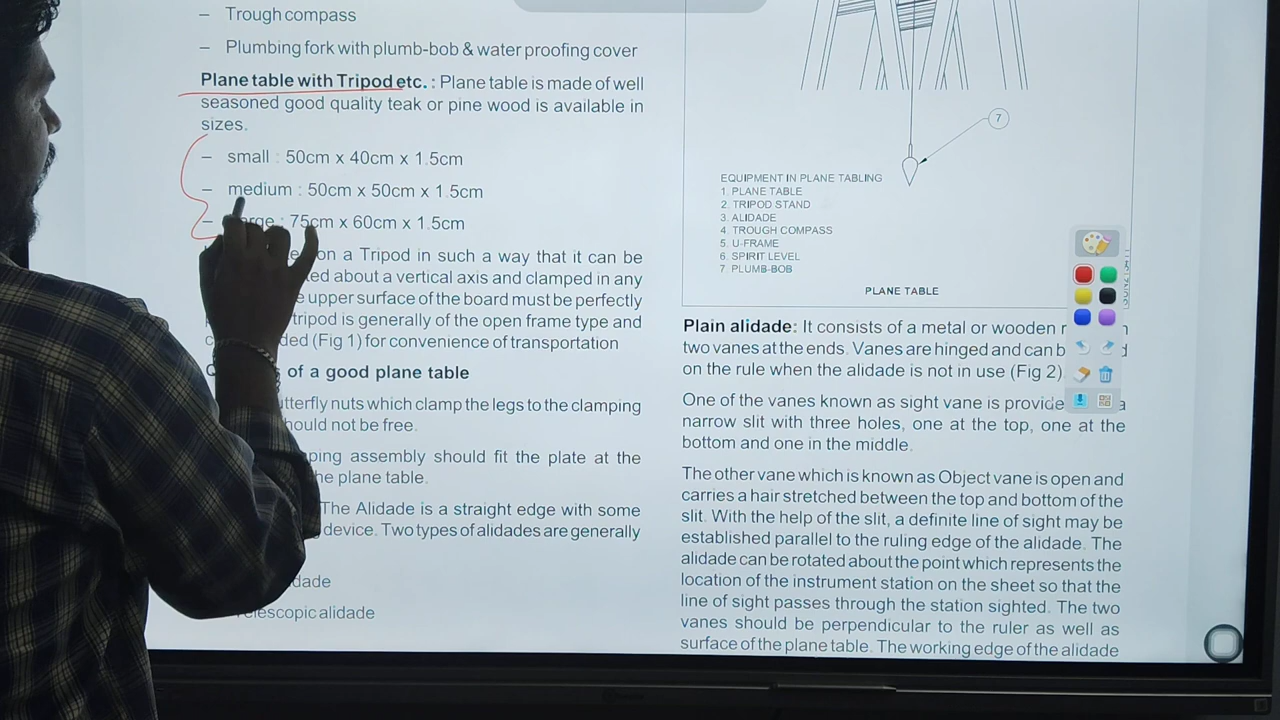 – Trough compass
– Plumbing fork with plumb-bob & water proofing cover
Plane table with Tripod etc. : Plane table is made of well
seasoned good quality teak or pine wood is available in
sizes.
– small : 50cm x 40cm x 1.5cm
– medium : 50cm x 50cm x 1.5cm
– : 75cm x 60cm x 1.5cm
on a Tripod in such a way that it can be
about a vertical axis and clamped in any
upper surface of the board must be perfectly
tripod is generally of the open frame type and
(Fig 1) for convenience of transportation
of a good plane table
nuts which clamp the legs to the clamping
should not be free.
assembly should fit the plate at the
plane table.
The Alidade is a straight edge with some
device. Two types of alidades are generally
Telescopic alidade
7
EQUIPMENT IN PLANE TABLING
1. PLANE TABLE
2. TRIPOD STAND
3. ALIDADE
4. TROUGH COMPASS
5. U-FRAME
6. SPIRIT LEVEL
7. PLUMB-BOB
PLANE TABLE
Plain alidade: It consists of a metal or wooden
two vanes at the ends. Vanes are hinged and can
on the rule when the alidade is not in use (Fig 2)
One of the vanes known as sight vane is a
narrow slit with three holes, one at the top, one at the
bottom and one in the middle.
The other vane which is known as Object vane is open and
carries a hair stretched between the top and bottom of the
slit. With the help of the slit, a definite line of sight may be
established parallel to the ruling edge of the alidade. The
alidade can be rotated about the point which represents the
location of the instrument station on the sheet so that the
line of sight passes through the station sighted. The two
vanes should be perpendicular to the ruler as well as
surface of the plane table. The working edge of the alidade